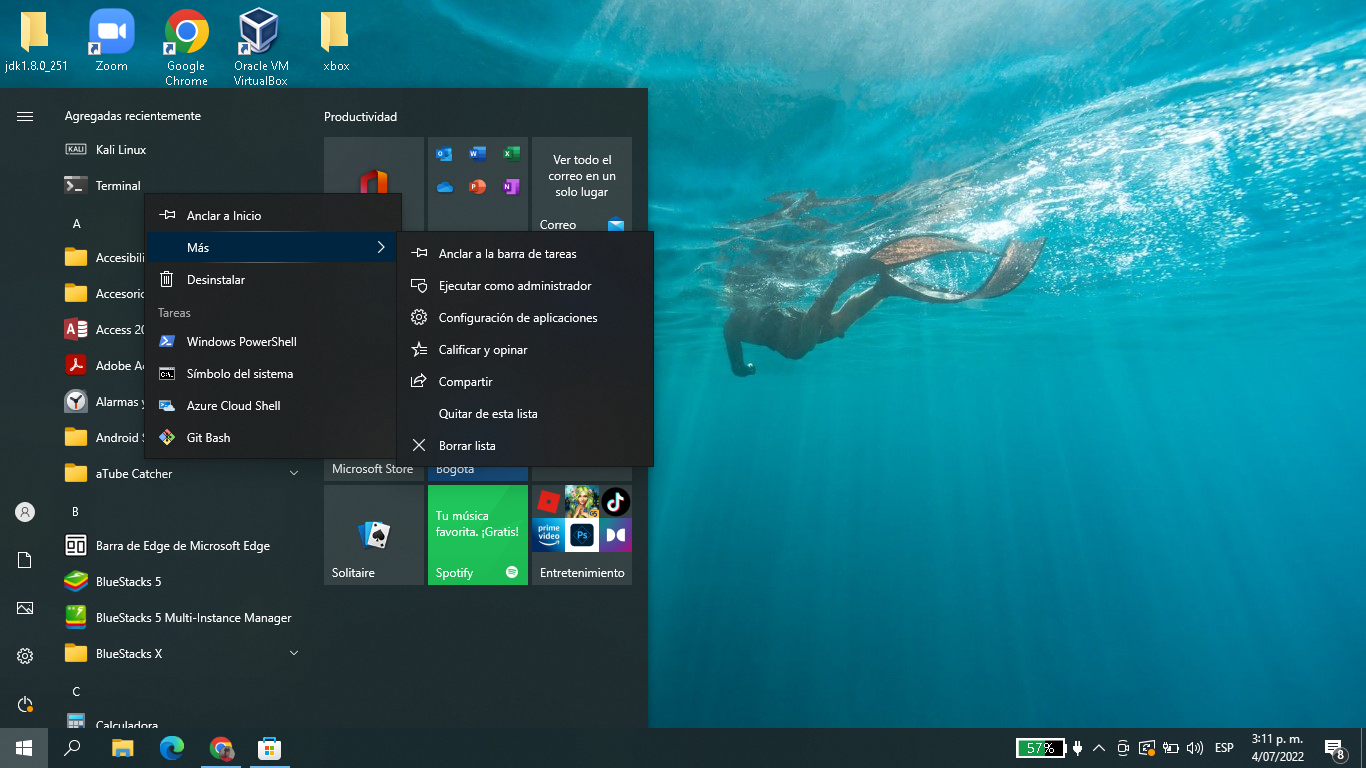 jdk1.8.0_251
Zoom
Google
Chrome
Oracle VM
VirtualBox
xbox
Agregadas recientemente
KALI
Kali Linux
Terminal
A
Accesibili
Accesorio
Access 20
Adobe A
Alarmas y
Android S
aTube Catcher
B
Barra de Edge de Microsoft Edge
BlueStacks 5
BlueStacks 5 Multi-Instance Manager
BlueStacks X
C
Calculadora
Anclar a Inicio
Más
Desinstalar
Tareas
Windows PowerShell
Símbolo del sistema
Azure Cloud Shell
Git Bash
Anclar a la barra de tareas
Ejecutar como administrador
Configuración de aplicaciones
Calificar y opinar
Compartir
Quitar de esta lista
Borrar lista
Productividad
Ver todo el
correo en un
solo lugar
Correo
Microsoft Store
Bogotá
Solitaire
Tu música
favorita. ¡Gratis!
Spotify
prime
video
Ps
Entretenimiento
57%
ESP
3:11 p. m.
4/07/2022
8